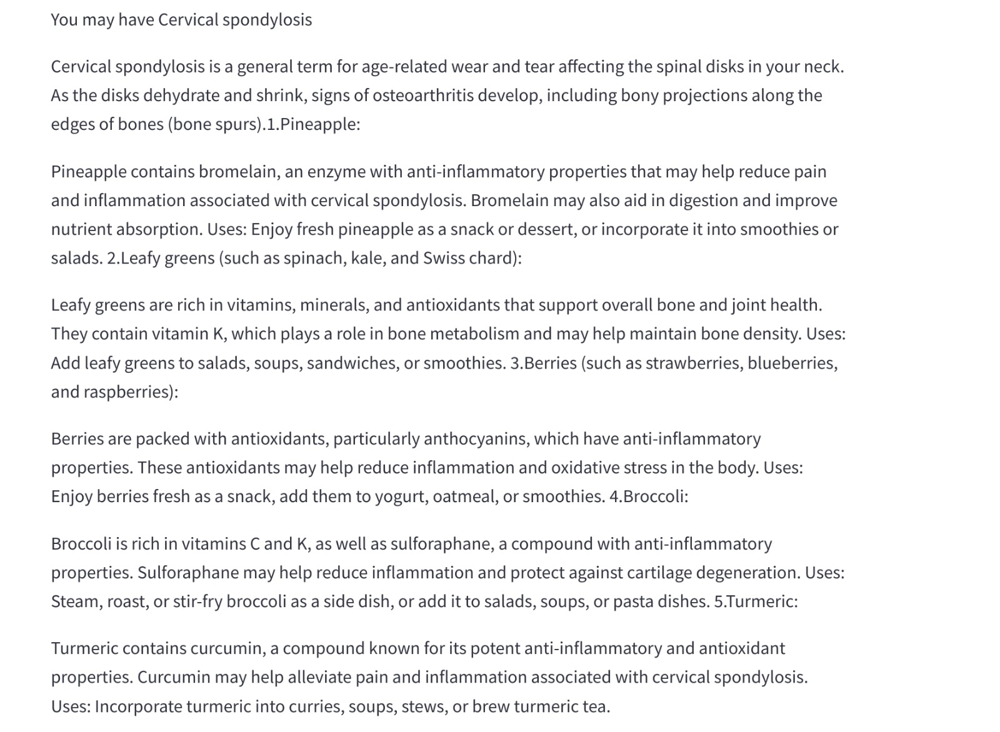 You may have Cervical spondylosis
Cervical spondylosis is a general term for age-related wear and tear affecting the spinal disks in your neck.
As the disks dehydrate and shrink, signs of osteoarthritis develop, including bony projections along the
edges of bones (bone spurs).1.Pineapple:
Pineapple contains bromelain, an enzyme with anti-inflammatory properties that may help reduce pain
and inflammation associated with cervical spondylosis. Bromelain may also aid in digestion and improve
nutrient absorption. Uses: Enjoy fresh pineapple as a snack or dessert, or incorporate it into smoothies or
salads. 2.Leafy greens (such as spinach, kale, and Swiss chard):
Leafy greens are rich in vitamins, minerals, and antioxidants that support overall bone and joint health.
They contain vitamin K, which plays a role in bone metabolism and may help maintain bone density. Uses:
Add leafy greens to salads, soups, sandwiches, or smoothies. 3.Berries (such as strawberries, blueberries,
and raspberries):
Berries are packed with antioxidants, particularly anthocyanins, which have anti-inflammatory
properties. These antioxidants may help reduce inflammation and oxidative stress in the body. Uses:
Enjoy berries fresh as a snack, add them to yogurt, oatmeal, or smoothies. 4.Broccoli:
Broccoli is rich in vitamins C and K, as well as sulforaphane, a compound with anti-inflammatory
properties. Sulforaphane may help reduce inflammation and protect against cartilage degeneration. Uses:
Steam, roast, or stir-fry broccoli as a side dish, or add it to salads, soups, or pasta dishes. 5.Turmeric:
Turmeric contains curcumin, a compound known for its potent anti-inflammatory and antioxidant
properties. Curcumin may help alleviate pain and inflammation associated with cervical spondylosis.
Uses: Incorporate turmeric into curries, soups, stews, or brew turmeric tea.